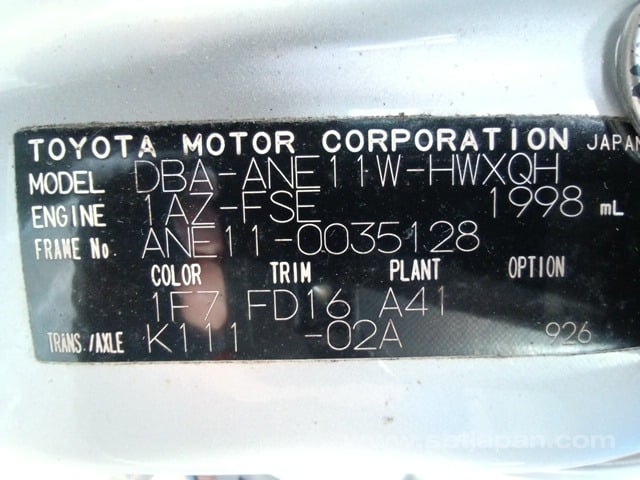 TOYOTA MOTOR CORPORATION JAPAN
MODEL DBA-ANE11W-HWXQH
ENGINE 1AZ-FSE 1998 mL
FRAME No. ANE11-0035128
COLOR TRIM PLANT OPTION
1F7 FD16 A41
TRANS./AXLE K111 -02A 926
www.sbtjapan.com